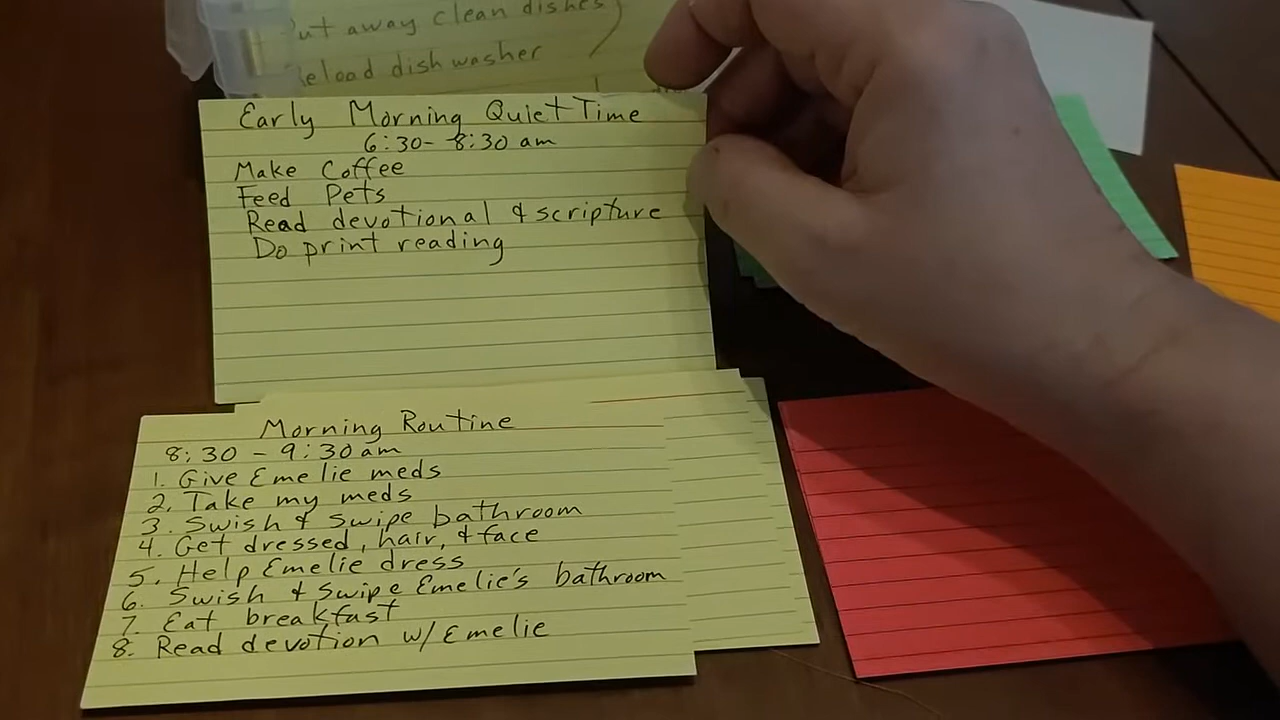 away clean dishes
dishwasher
Early Morning Quiet Time
6:30- 8:30 am
Make Coffee
Feed Pets
Read devotional & scripture
Do print reading
Morning Routine
8:30 - 9:30 am
1. Give Emelie meds
2. Take my meds
3. Swish & Swipe bathroom
4. Get dressed, hair, & face
5. Help Emelie dress
6. Swish & Swipe Emelie's bathroom
7. Eat breakfast
8. Read devotion w/ Emelie